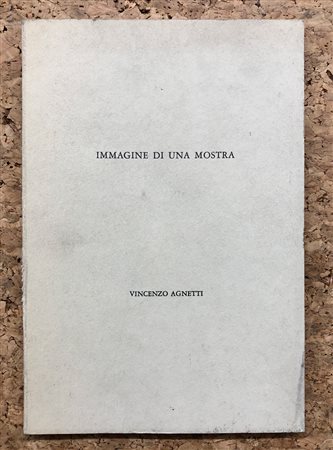 IMMAGINE DI UNA MOSTRA
VINCENZO AGNETTI